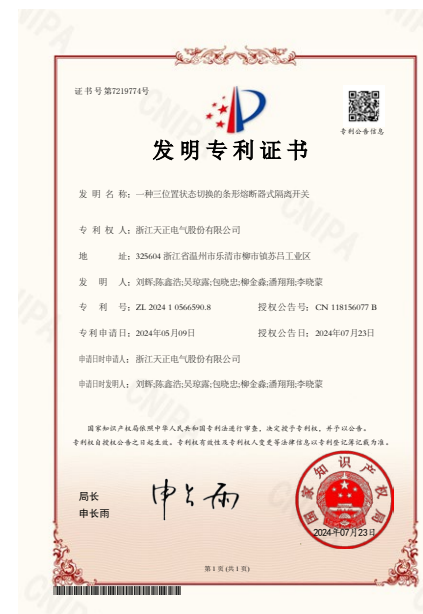 证书号第7219774号
专利公告信息
发明专利证书
发明名称：一种三位置状态切换的条形熔断器式隔离开关
专利权人：浙江天正电气股份有限公司
地址：325604 浙江省温州市乐清市柳市镇苏吕工业区
发明人：刘辉;陈鑫浩;吴琼露;包晓忠;柳金淼;潘翔翔;李晓蒙
专利号：ZL 2024 1 0566590.8 授权公告号：CN 118156077 B
专利申请日：2024年05月09日 授权公告日：2024年07月23日
申请日时申请人：浙江天正电气股份有限公司
申请日时发明人：刘辉;陈鑫浩;吴琼露;包晓忠;柳金淼;潘翔翔;李晓蒙
国家知识产权局依照中华人民共和国专利法进行审查，决定授予专利权，并予以公告。
专利权自授权公告之日起生效。专利权有效性及专利权人变更等法律信息以专利登记簿记载为准。
局长
申长雨
申长雨
国家知识产权局
2024年07月23日
第 1 页 (共 1 页)
CNIPA
CNIPA
CNIPA
CNIPA